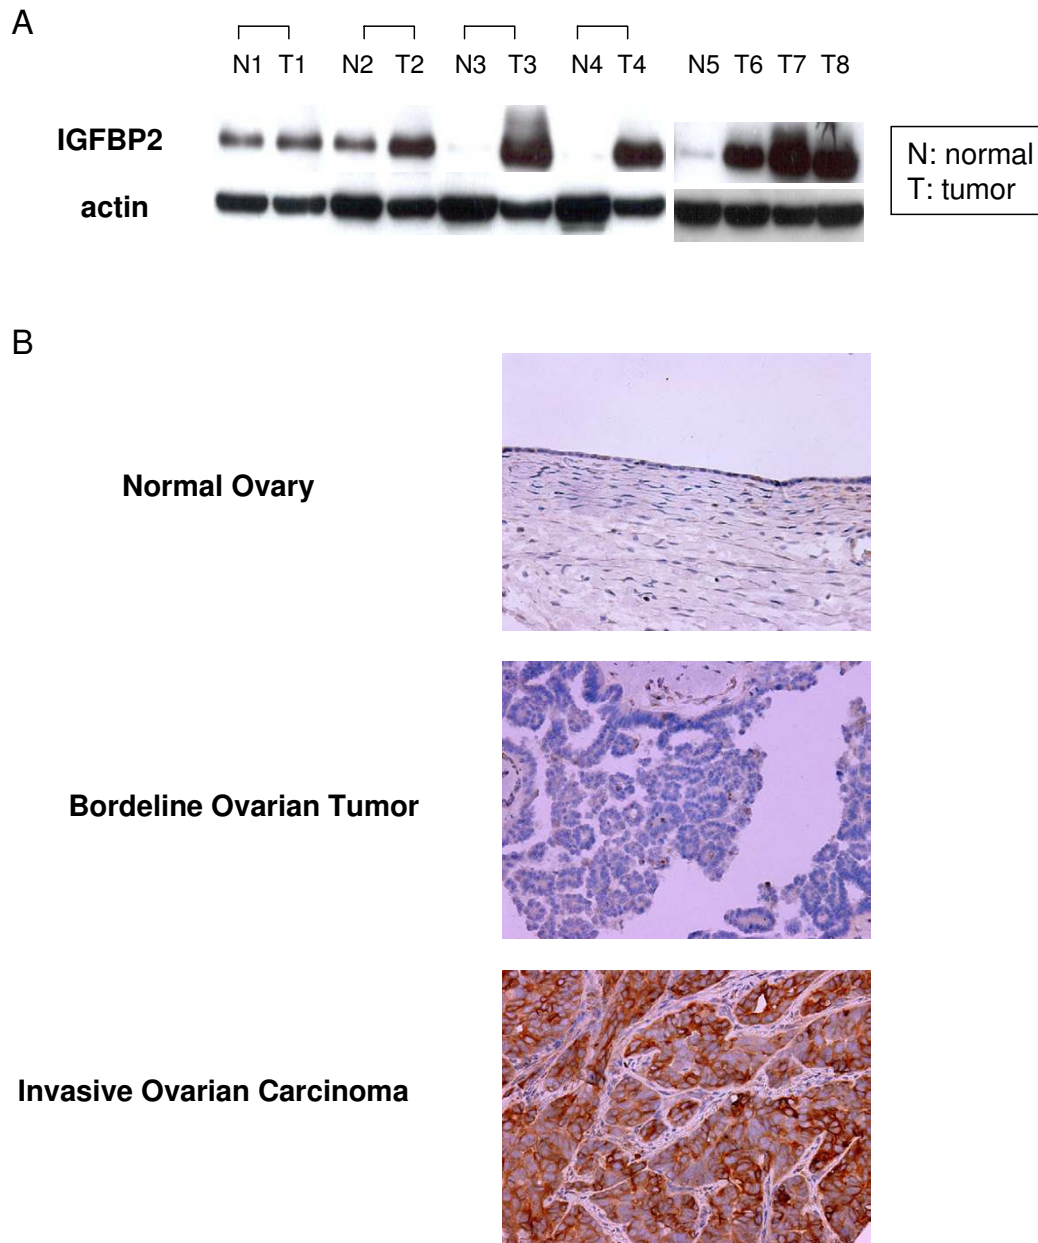 A
N1 T1 N2 T2 N3 T3 N4 T4 N5 T6 T7 T8
IGFBP2
actin
N: normal
T: tumor
B
Normal Ovary
Bordeline Ovarian Tumor
Invasive Ovarian Carcinoma